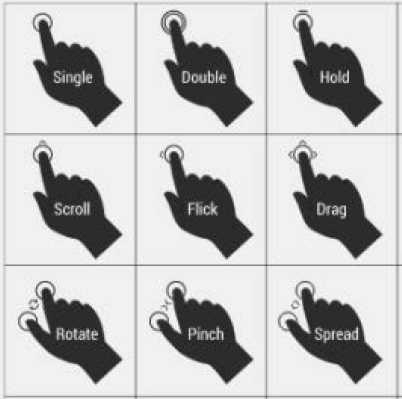 Single
Double
Hold
Scroll
Flick
Drag
Rotate
Pinch
Spread